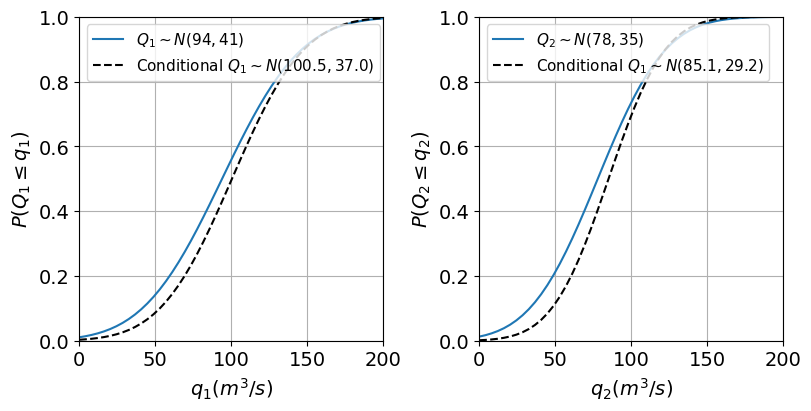 Q₁ ∼ N(94, 41)
Conditional Q₁ ∼ N(100.5, 37.0)
P(Q₁ ≤ q₁)
1.0
0.8
0.6
0.4
0.2
0.0
0 50 100 150 200
q₁(m³/s)
Q₂ ∼ N(78, 35)
Conditional Q₁ ∼ N(85.1, 29.2)
P(Q₂ ≤ q₂)
1.0
0.8
0.6
0.4
0.2
0.0
0 50 100 150 200
q₂(m³/s)